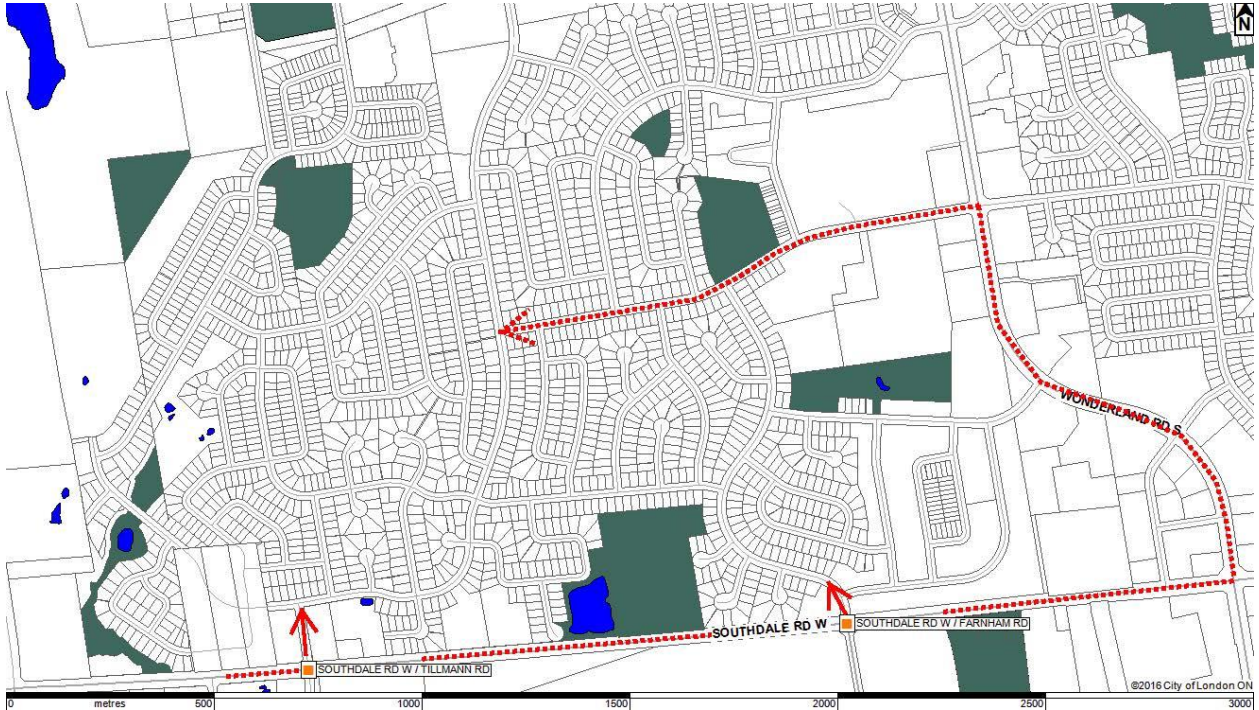 N
WONDERLAND RD S
SOUTHDALE RD W
SOUTHDALE RD W / FARNHAM RD
SOUTHDALE RD W / TILLMANN RD
©2016 City of London ON
0 metres 500 1000 1500 2000 2500 3000